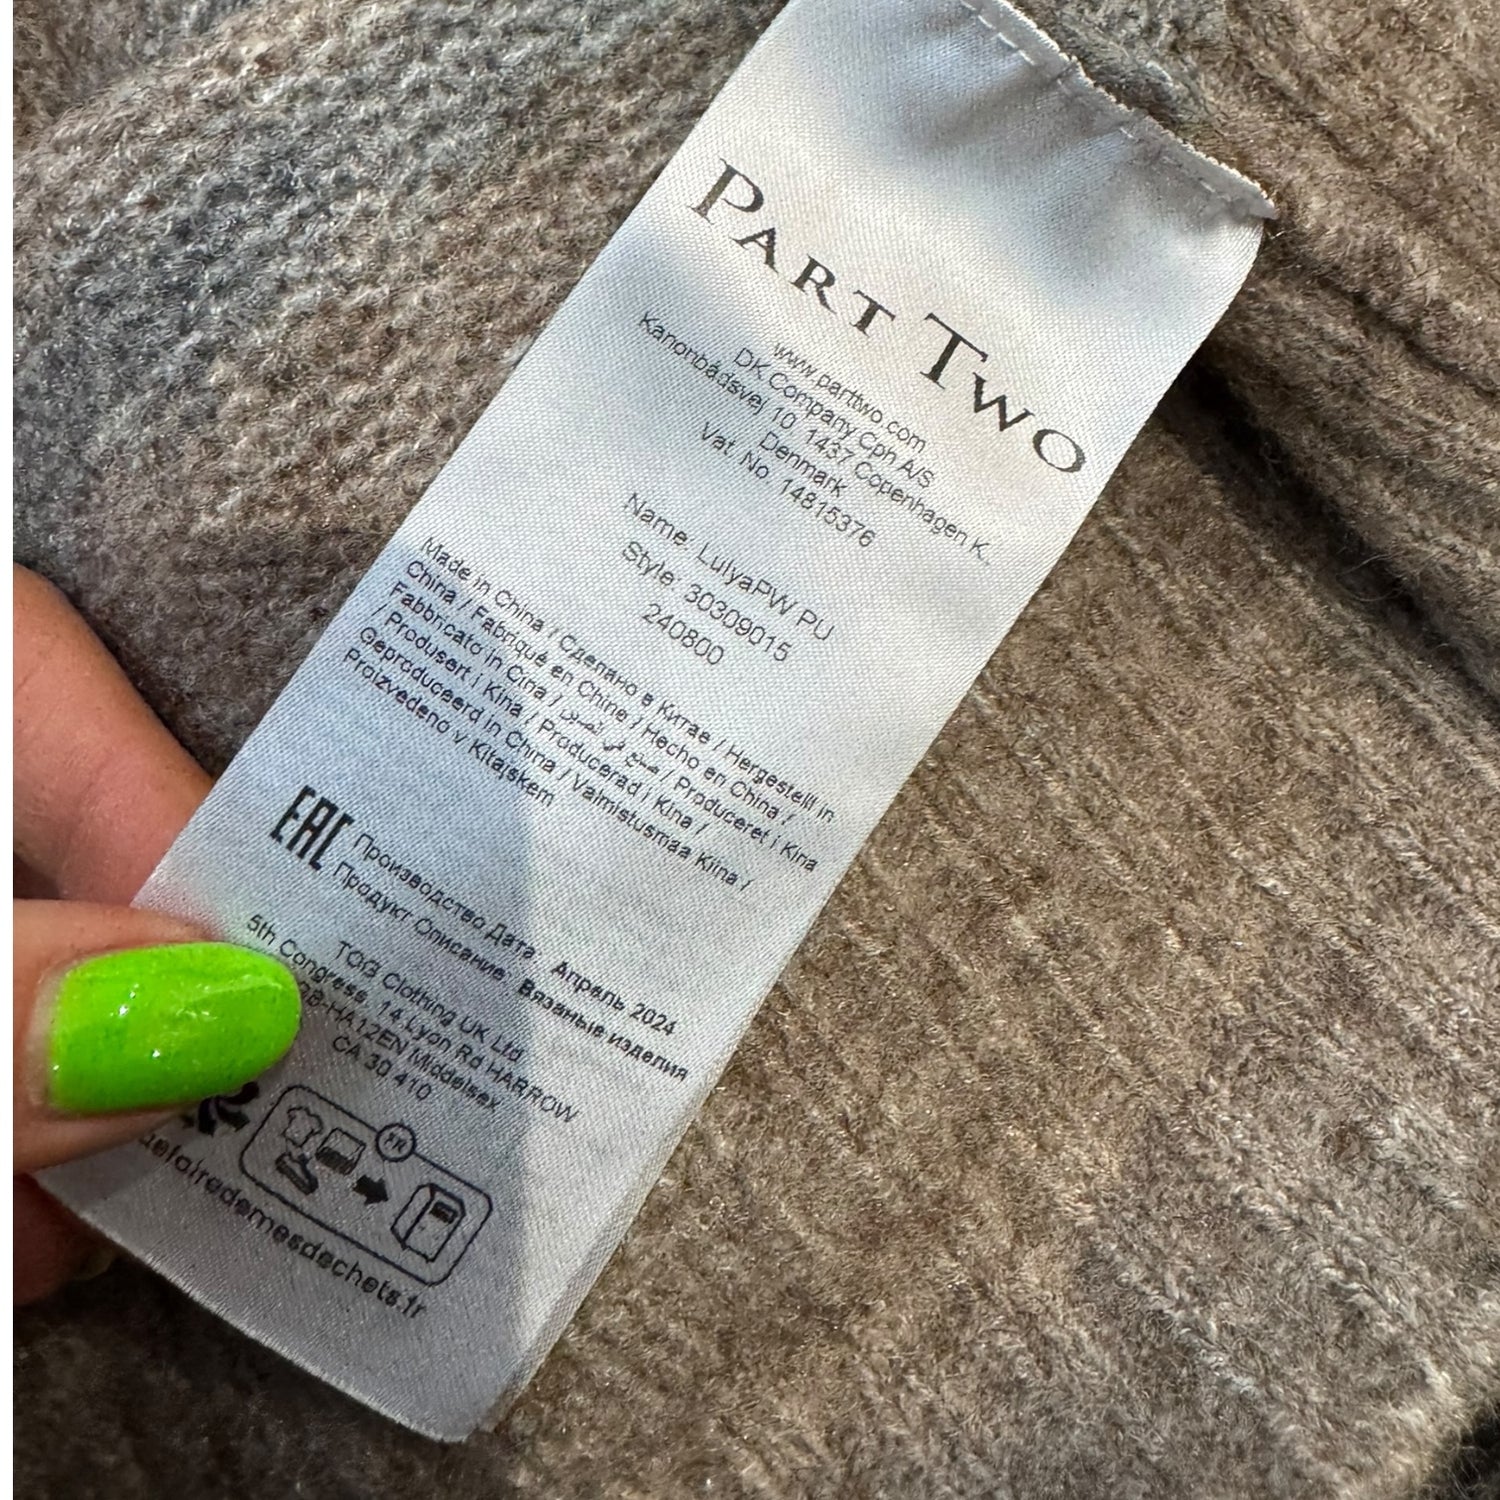 PART TWO
www.parttwo.com
DK Company Cph A/S
Kanonbådsvej 10 1437 Copenhagen K.
Denmark
Vat. No. 14815376
Name: LulyaPW PU
Style: 30309015
240800
Made in China / Сделано в Китае / Hergestellt in
China / Fabriqué en Chine / Hecho en China /
Fabbricato in Cina / صنع في الصين / Produceret i Kina
/ Produsert i Kina / Producerad i Kina /
Geproduceerd in China / Valmistusmaa Kiina /
Proizvedeno v Kitajskem
EAC Производство Дата Апрель 2024
Продукт Описание: Вязаные изделия
TOG Clothing UK Ltd
5th Congress, 14 Lyon Rd HARROW
GB-HA12EN Middelsex
CA 30 410
FR
quefairedemesdechets.fr